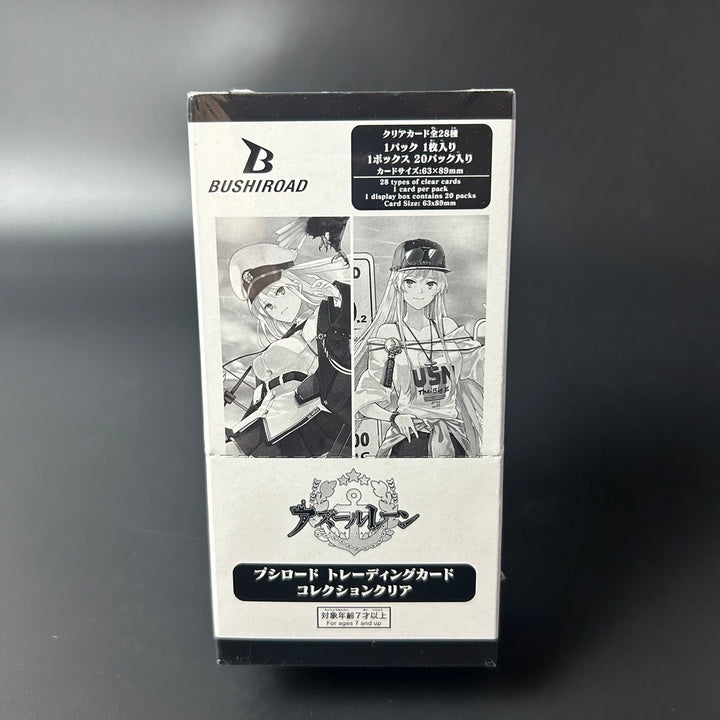 BUSHIROAD
クリアカード全28種
1パック 1枚入り
1ボックス 20パック入り
カードサイズ:63×89mm
28 types of clear cards
1 card per pack
1 display box contains 20 packs
Card Size: 63x89mm
D
0.2
USN
The Big E
00
アズールレーン
ブシロード トレーディングカード
コレクションクリア
対象年齢7才以上
For ages 7 and up